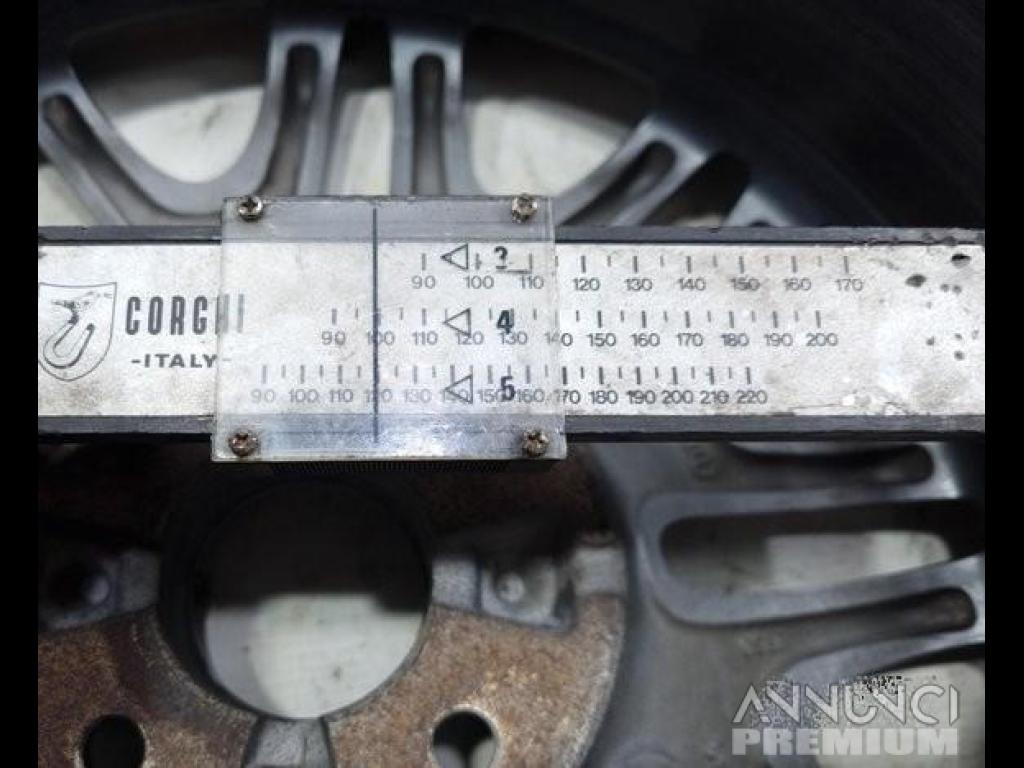 3
90 100 110 120 130 140 150 160 170
CORGHI
4
90 100 110 120 130 140 150 160 170 180 190 200
-ITALY-
5
90 100 110 120 130 140 150 160 170 180 190 200 210 220
ANNUNCI
PREMIUM